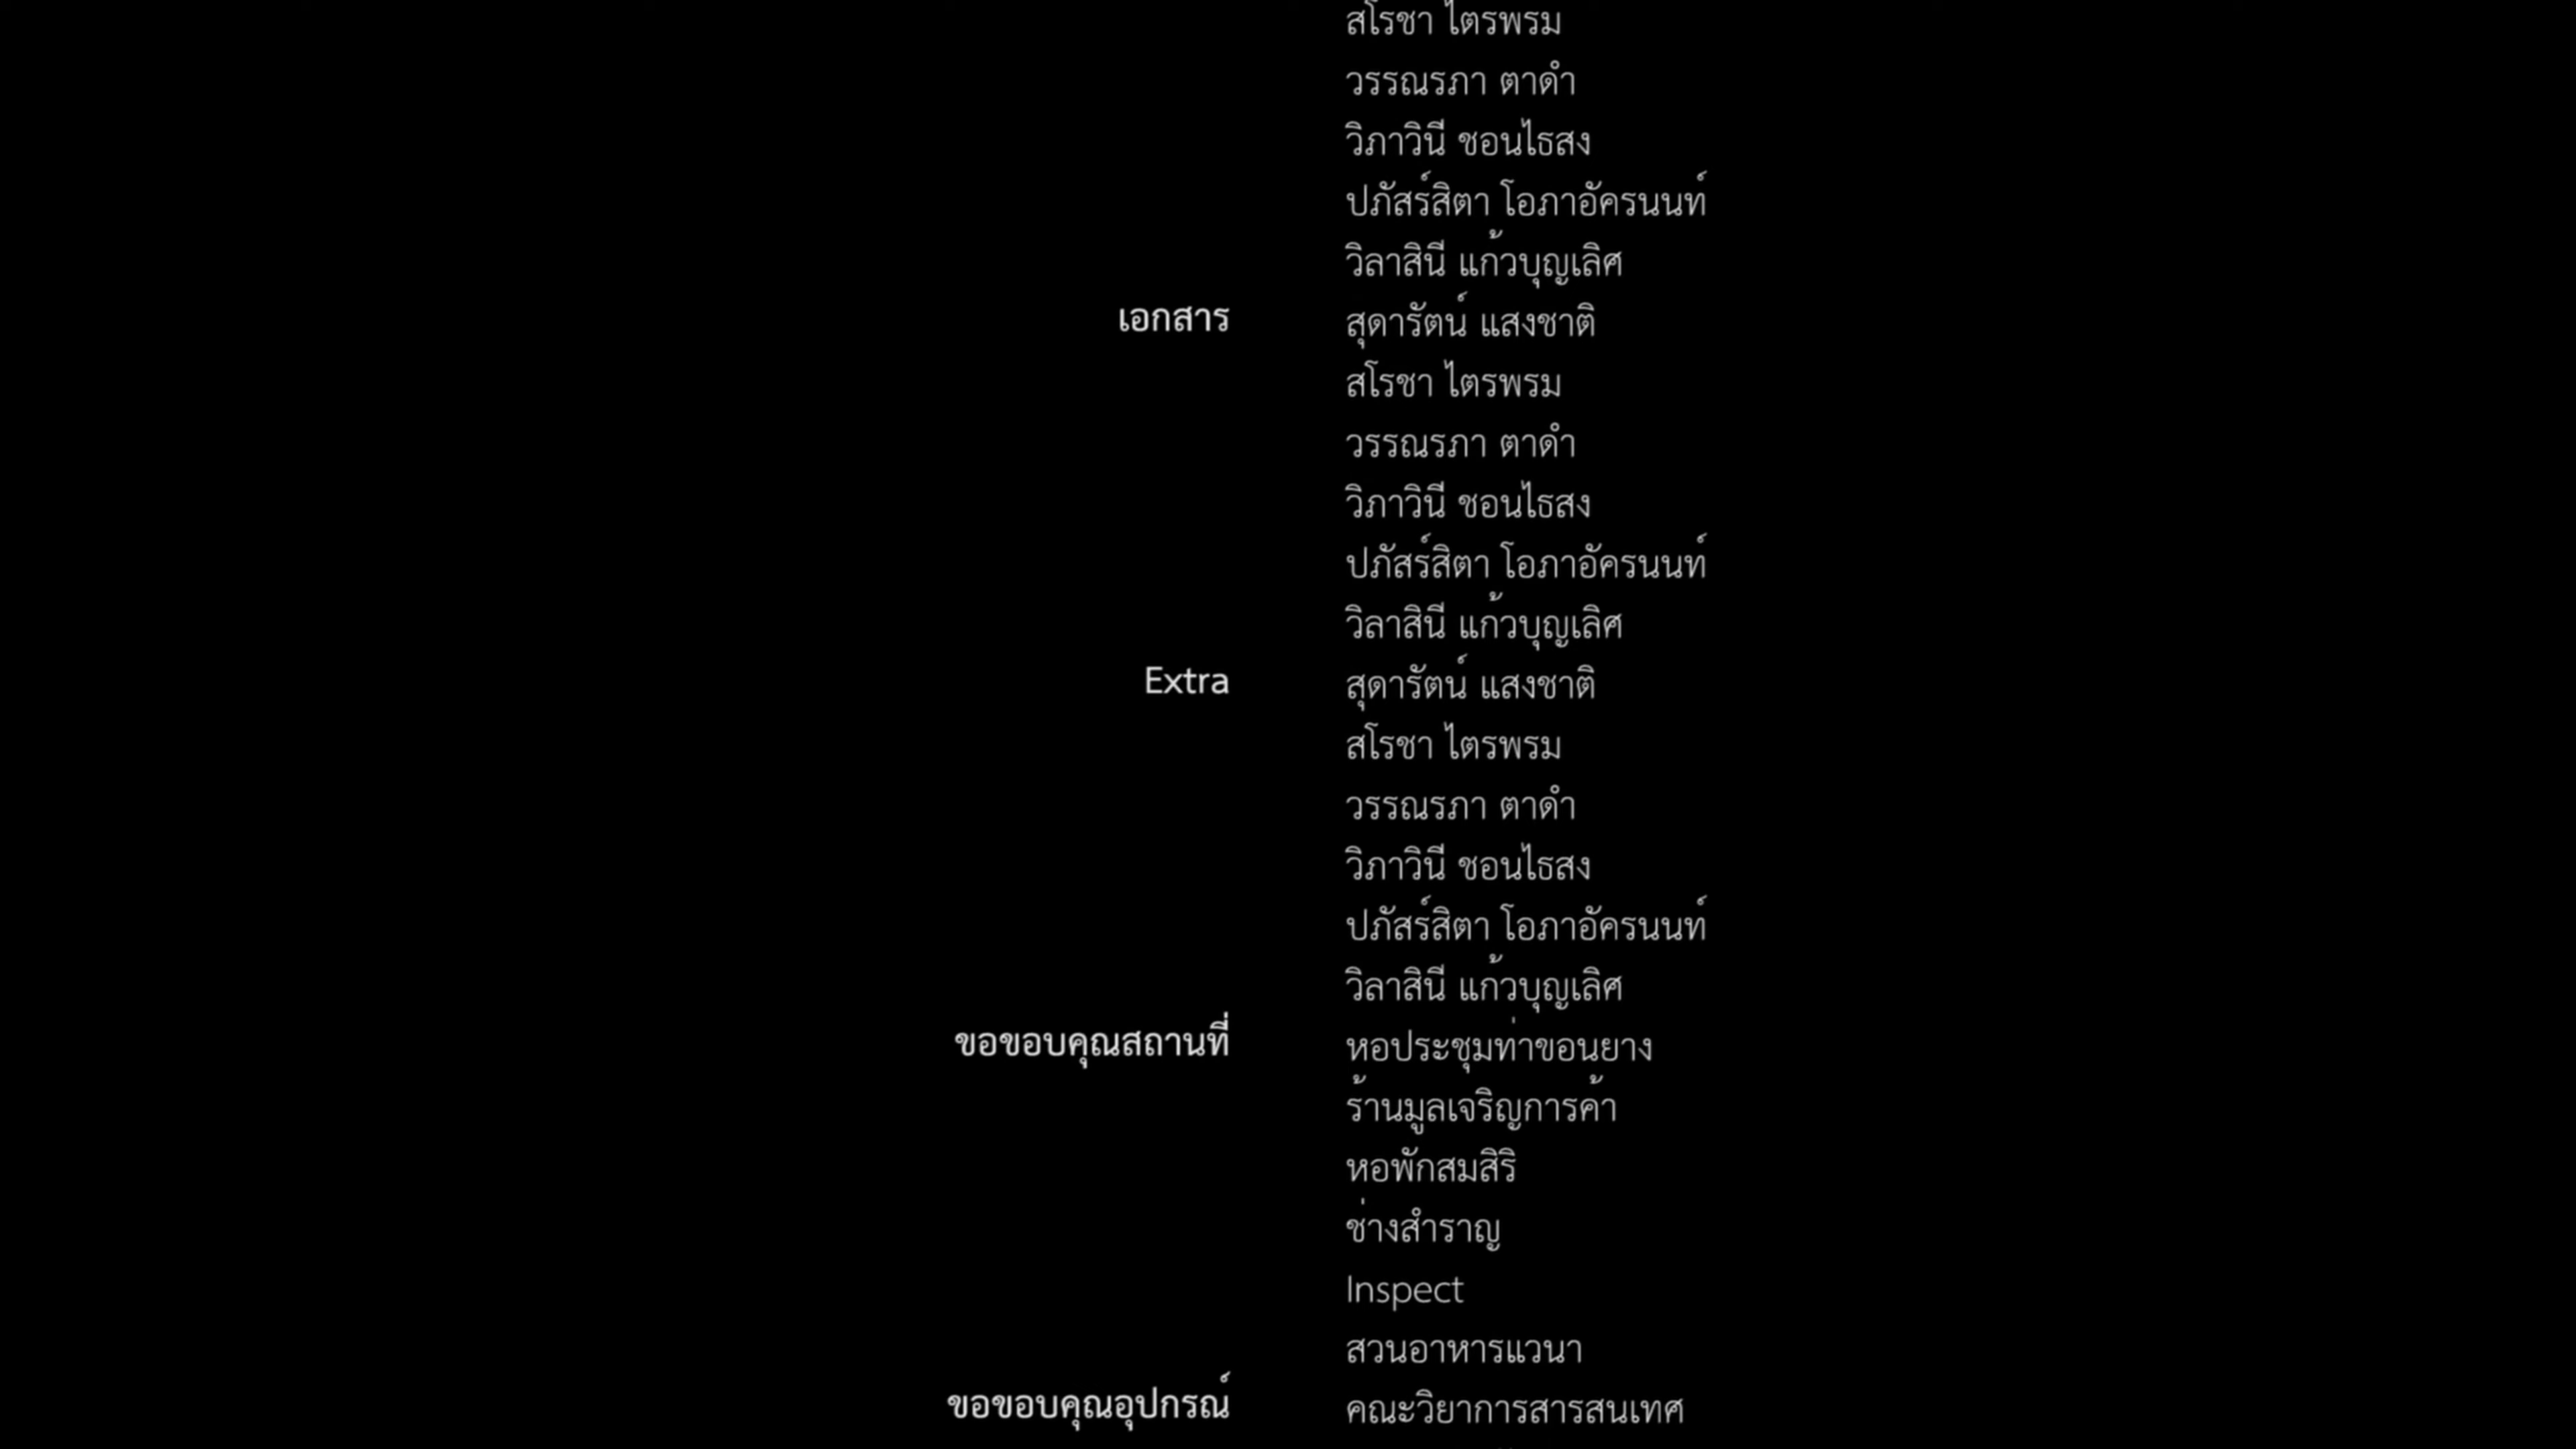 สโรชา ไตรพรม
วรรณรภา ตาดำ
วิภาวินี ชอนไธสง
ปภัสร์สิตา โอภาอัครนนท์
วิลาสินี แก้วบุญเลิศ
เอกสาร สุดารัตน์ แสงชาติ
สโรชา ไตรพรม
วรรณรภา ตาดำ
วิภาวินี ชอนไธสง
ปภัสร์สิตา โอภาอัครนนท์
วิลาสินี แก้วบุญเลิศ
Extra สุดารัตน์ แสงชาติ
สโรชา ไตรพรม
วรรณรภา ตาดำ
วิภาวินี ชอนไธสง
ปภัสร์สิตา โอภาอัครนนท์
วิลาสินี แก้วบุญเลิศ
ขอขอบคุณสถานที่ หอประชุมท่าขอนยาง
ร้านมูลเจริญการค้า
หอพักสมสิริ
ช่างสำราญ
Inspect
สวนอาหารแวนา
ขอขอบคุณอุปกรณ์ คณะวิยาการสารสนเทศ